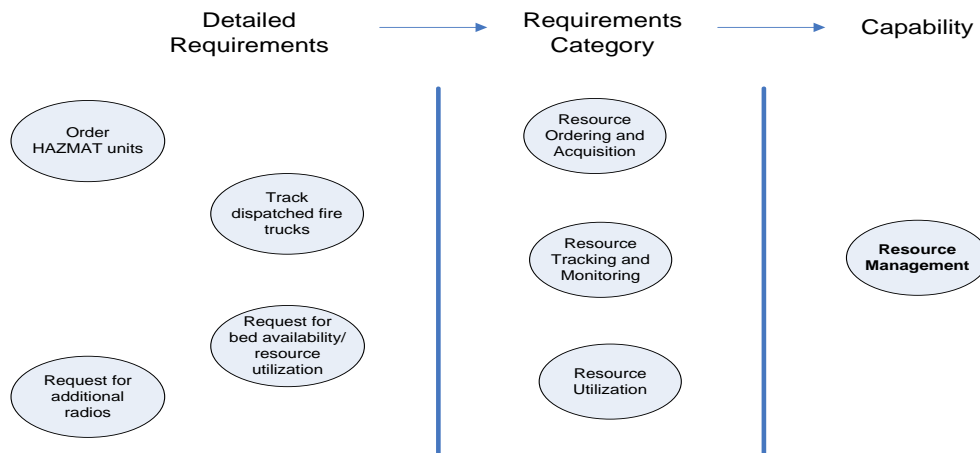 Detailed
Requirements
Requirements
Category
Capability
Order
HAZMAT units
Track
dispatched fire
trucks
Request for
bed availability/
resource
utilization
Request for
additional
radios
Resource
Ordering and
Acquisition
Resource
Tracking and
Monitoring
Resource
Utilization
Resource
Management